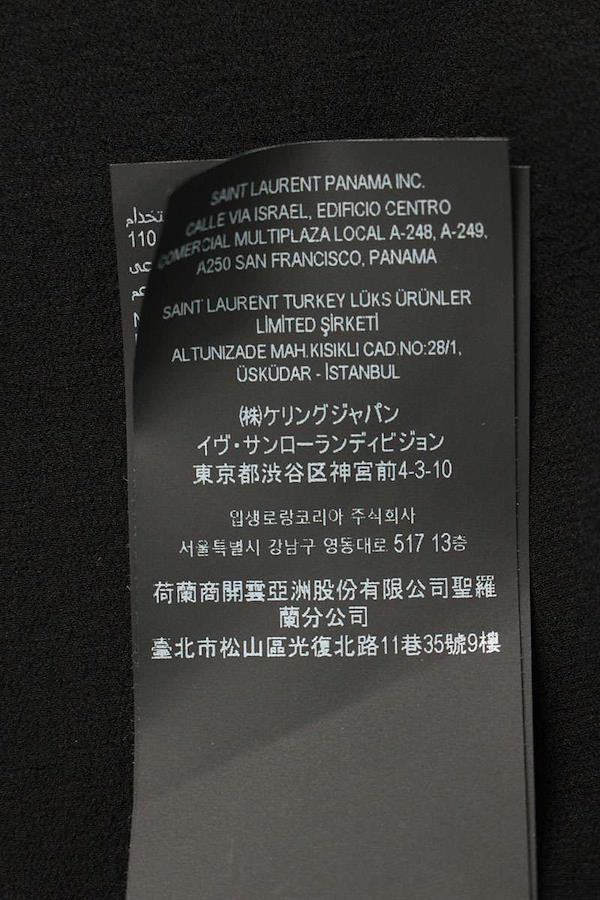 SAINT LAURENT PANAMA INC.
CALLE VIA ISRAEL, EDIFICIO CENTRO
COMERCIAL MULTIPLAZA LOCAL A-248, A-249,
A250 SAN FRANCISCO, PANAMA
SAINT LAURENT TURKEY LÜKS ÜRÜNLER
LİMİTED ŞİRKETİ
ALTUNIZADE MAH.KISIKLI CAD.NO:28/1,
ÜSKÜDAR - İSTANBUL
㈱ケリングジャパン
イヴ・サンローランディビジョン
東京都渋谷区神宮前4-3-10
입생로랑코리아 주식회사
서울특별시 강남구 영동대로 517 13층
荷蘭商開雲亞洲股份有限公司聖羅
蘭分公司
臺北市松山區光復北路11巷35號9樓
110